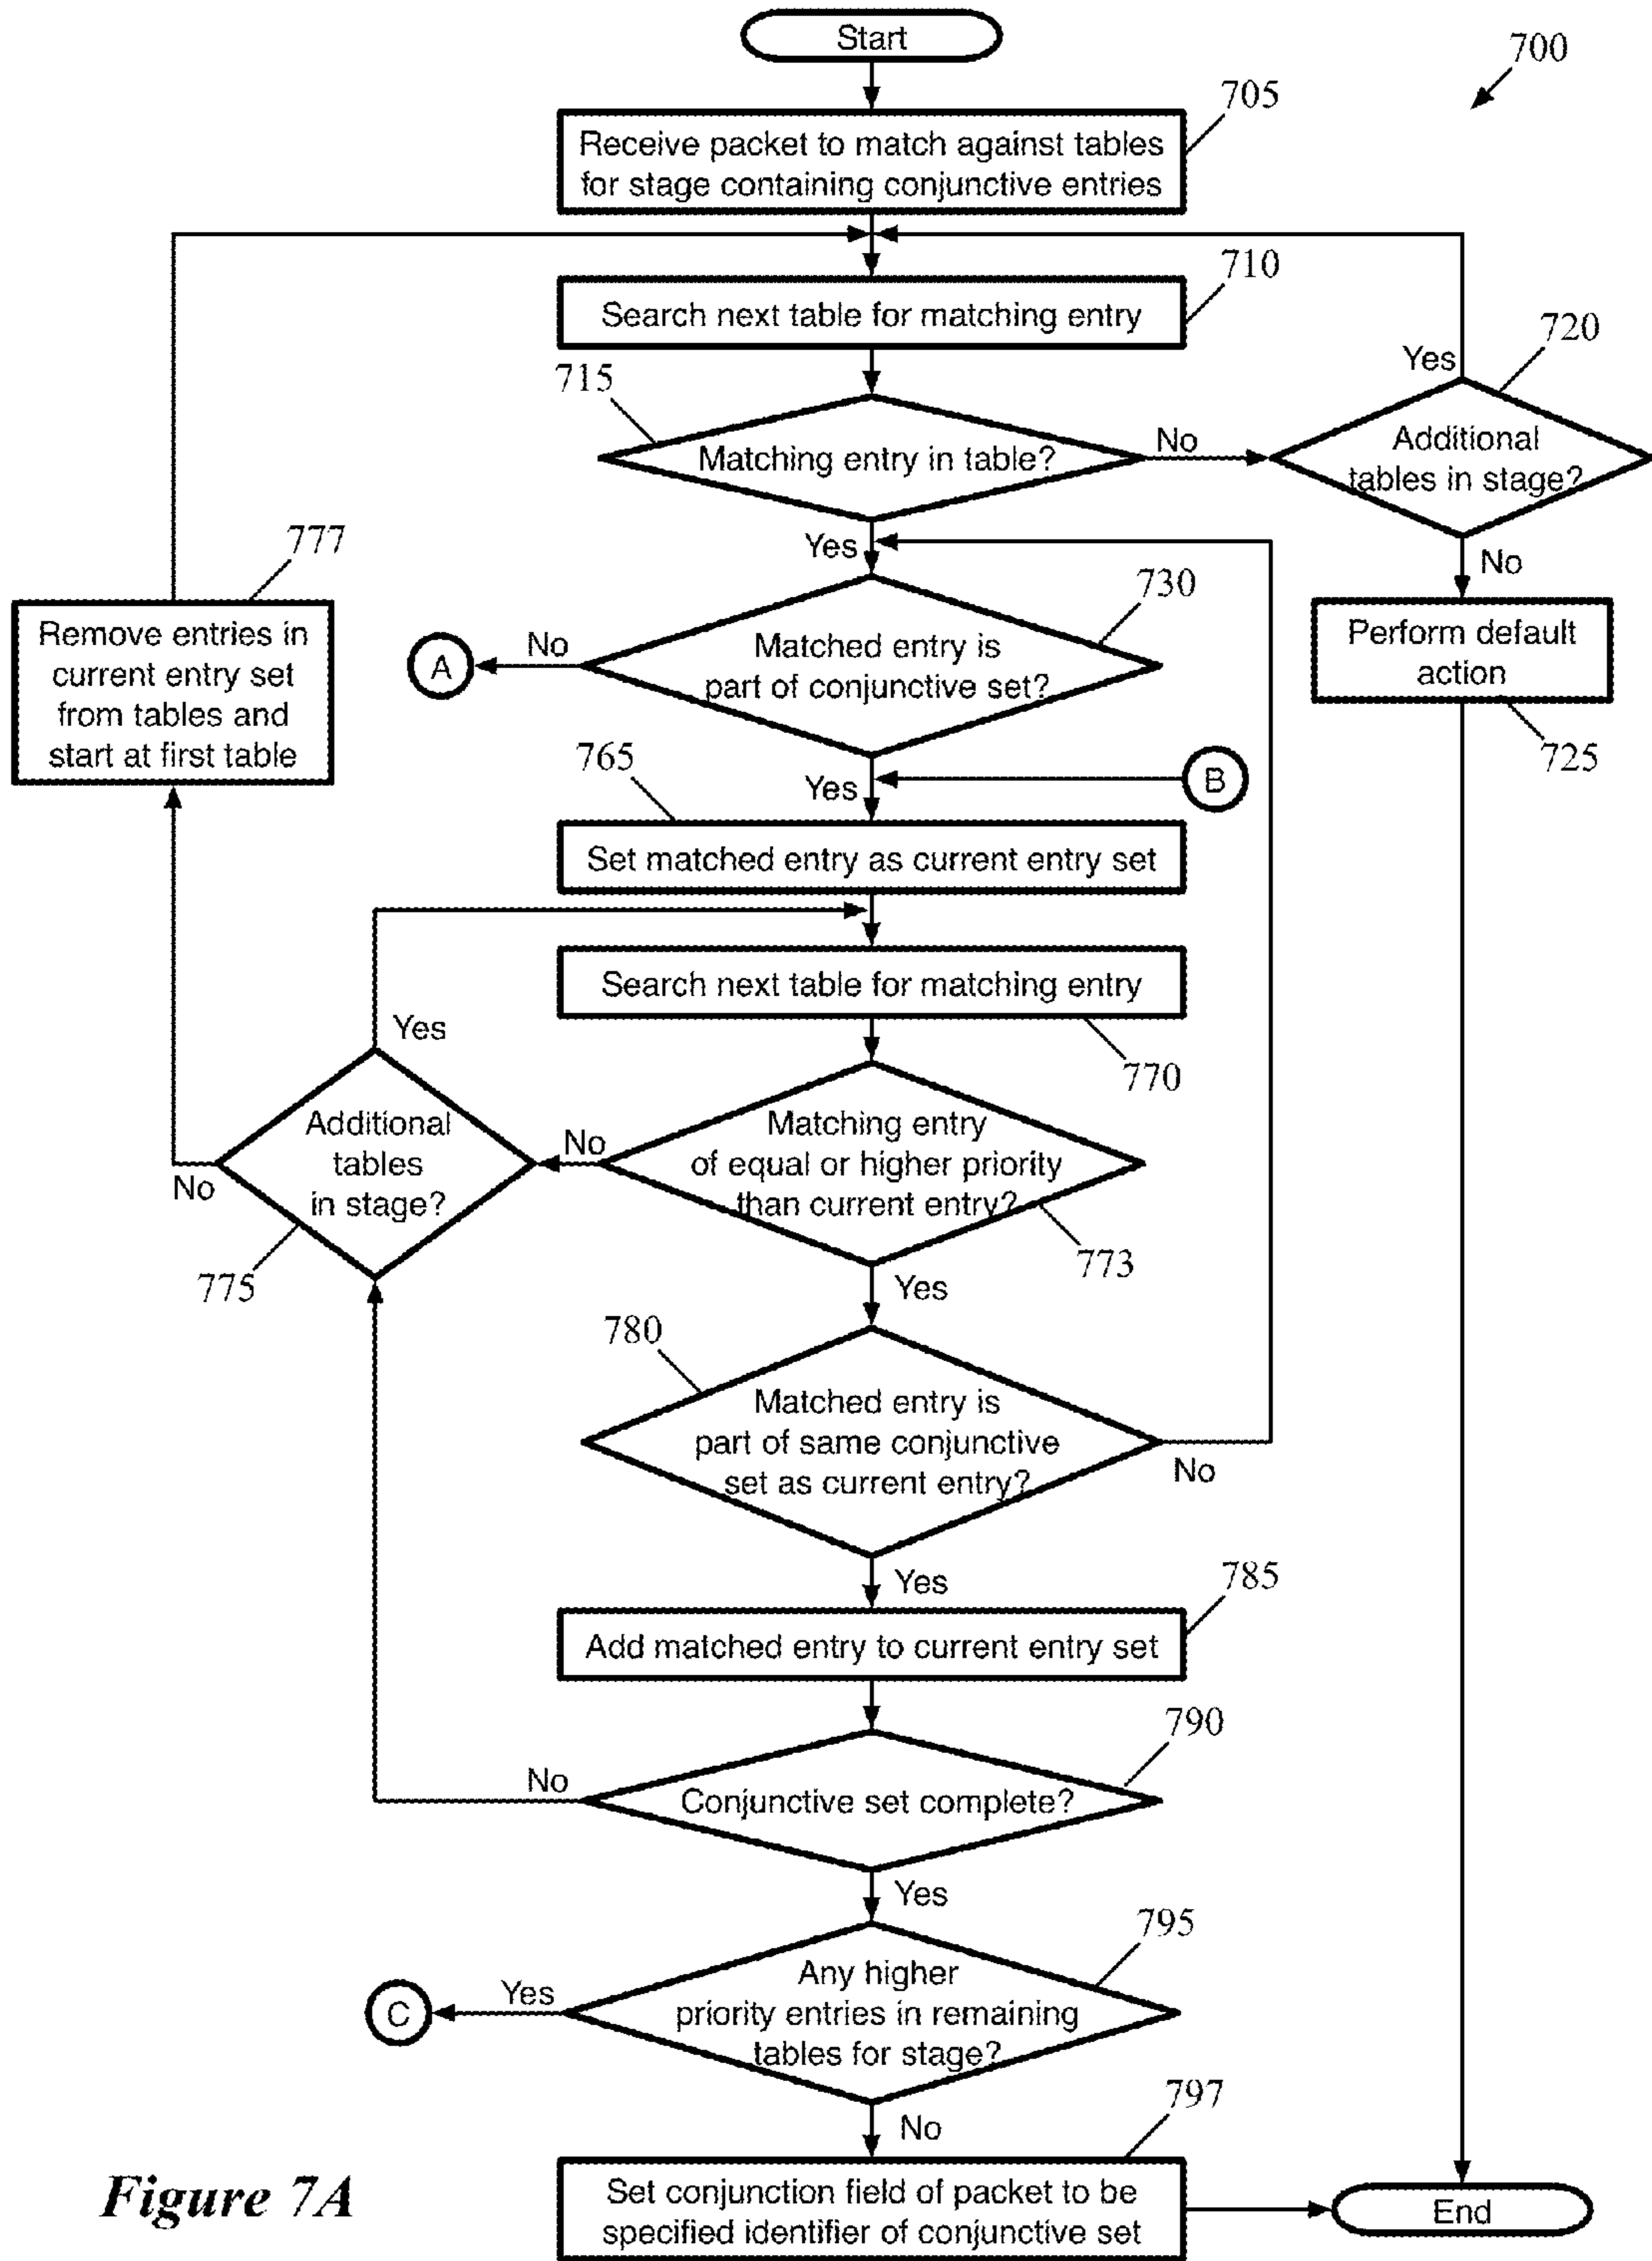 Start
700
705
Receive packet to match against tables
for stage containing conjunctive entries
710
Search next table for matching entry
720
715
Yes
Matching entry in table?
No
Additional
tables in stage?
777
Yes
No
730
Remove entries in
current entry set
from tables and
start at first table
A
No
Matched entry is
part of conjunctive set?
Perform default
action
725
765
Yes
B
Set matched entry as current entry set
Search next table for matching entry
770
Yes
Additional
tables
in stage?
No
No
Matching entry
of equal or higher priority
than current entry?
773
775
Yes
780
Matched entry is
part of same conjunctive
set as current entry?
No
Yes
785
Add matched entry to current entry set
790
No
Conjunctive set complete?
Yes
795
C
Yes
Any higher
priority entries in remaining
tables for stage?
No
797
Set conjunction field of packet to be
specified identifier of conjunctive set
End
Figure 7A